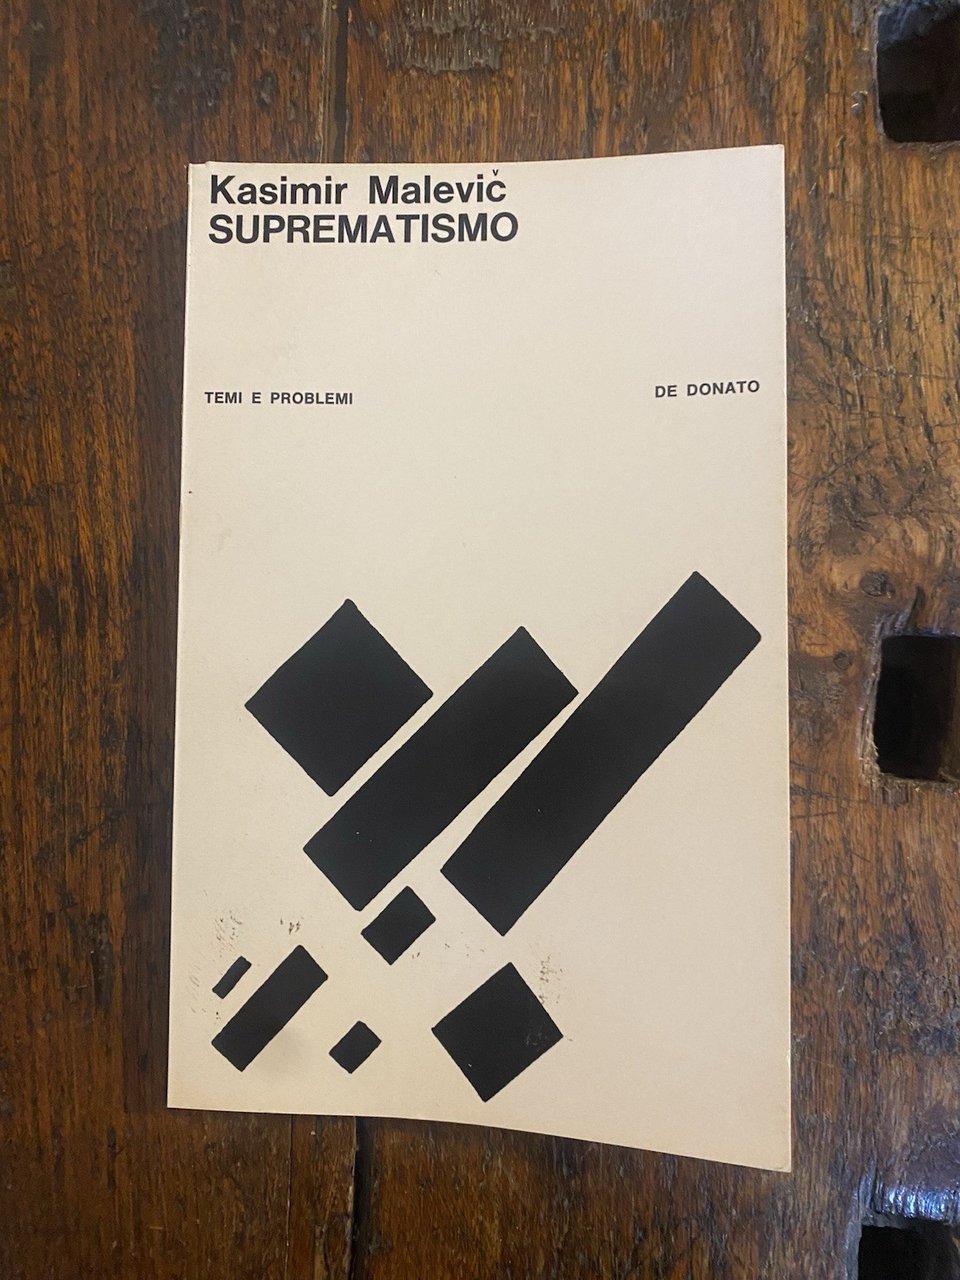 Kasimir Malevič
SUPREMATISMO
TEMI E PROBLEMI
DE DONATO